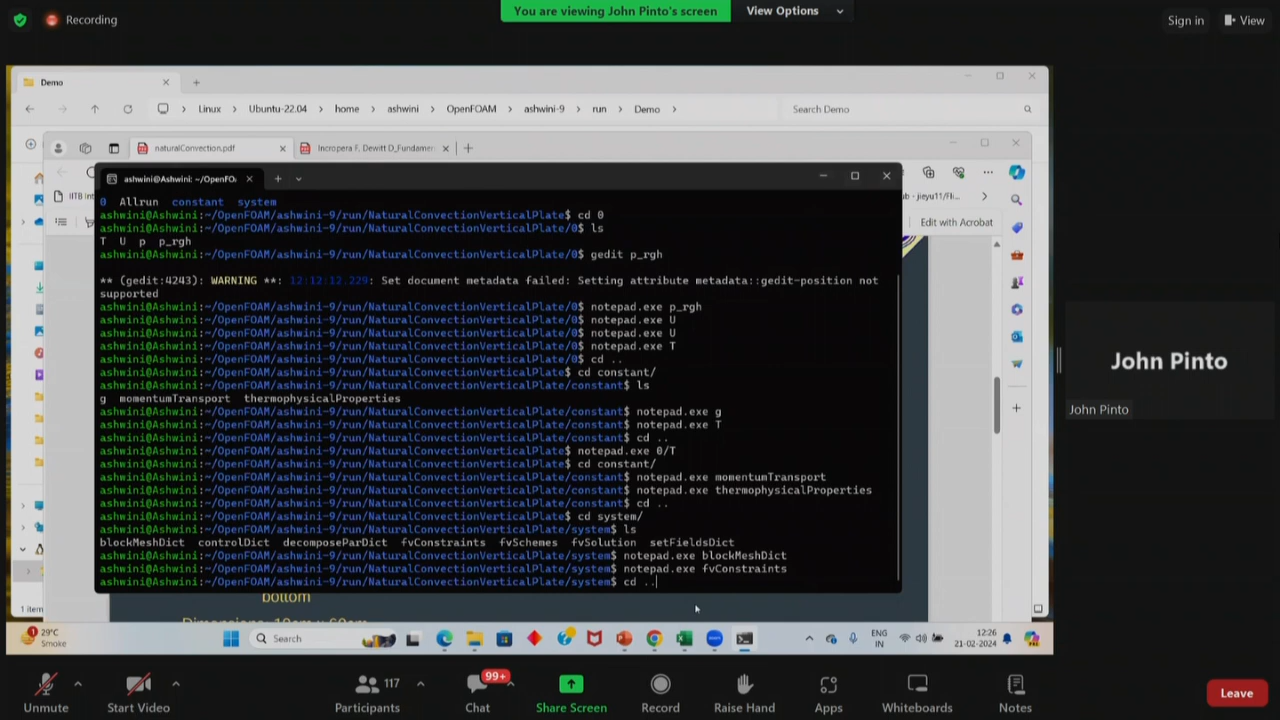 Recording
You are viewing John Pinto's screen
View Options
Sign in
View
Demo
Linux > Ubuntu-22.04 > home > ashwini > OpenFOAM > ashwini-9 > run > Demo >
Search Demo
naturalConvection.pdf
Incropera F. Dewitt D_Fundamen
ashwini@Ashwini: ~/OpenFO
IITB Int
jieyu11/Fli
Edit with Acrobat
0 Allrun constant system
ashwini@Ashwini:~/OpenFOAM/ashwini-9/run/NaturalConvectionVerticalPlate$ cd 0
ashwini@Ashwini:~/OpenFOAM/ashwini-9/run/NaturalConvectionVerticalPlate/0$ ls
T U p p_rgh
ashwini@Ashwini:~/OpenFOAM/ashwini-9/run/NaturalConvectionVerticalPlate/0$ gedit p_rgh
** (gedit:4243): WARNING **: 12:12:12.229: Set document metadata failed: Setting attribute metadata::gedit-position not
supported
ashwini@Ashwini:~/OpenFOAM/ashwini-9/run/NaturalConvectionVerticalPlate/0$ notepad.exe p_rgh
ashwini@Ashwini:~/OpenFOAM/ashwini-9/run/NaturalConvectionVerticalPlate/0$ notepad.exe U
ashwini@Ashwini:~/OpenFOAM/ashwini-9/run/NaturalConvectionVerticalPlate/0$ notepad.exe U
ashwini@Ashwini:~/OpenFOAM/ashwini-9/run/NaturalConvectionVerticalPlate/0$ notepad.exe T
ashwini@Ashwini:~/OpenFOAM/ashwini-9/run/NaturalConvectionVerticalPlate/0$ cd ..
ashwini@Ashwini:~/OpenFOAM/ashwini-9/run/NaturalConvectionVerticalPlate$ cd constant/
ashwini@Ashwini:~/OpenFOAM/ashwini-9/run/NaturalConvectionVerticalPlate/constant$ ls
g momentumTransport thermophysicalProperties
ashwini@Ashwini:~/OpenFOAM/ashwini-9/run/NaturalConvectionVerticalPlate/constant$ notepad.exe g
ashwini@Ashwini:~/OpenFOAM/ashwini-9/run/NaturalConvectionVerticalPlate/constant$ notepad.exe T
ashwini@Ashwini:~/OpenFOAM/ashwini-9/run/NaturalConvectionVerticalPlate/constant$ cd ..
ashwini@Ashwini:~/OpenFOAM/ashwini-9/run/NaturalConvectionVerticalPlate$ notepad.exe 0/T
ashwini@Ashwini:~/OpenFOAM/ashwini-9/run/NaturalConvectionVerticalPlate$ cd constant/
ashwini@Ashwini:~/OpenFOAM/ashwini-9/run/NaturalConvectionVerticalPlate/constant$ notepad.exe momentumTransport
ashwini@Ashwini:~/OpenFOAM/ashwini-9/run/NaturalConvectionVerticalPlate/constant$ notepad.exe thermophysicalProperties
ashwini@Ashwini:~/OpenFOAM/ashwini-9/run/NaturalConvectionVerticalPlate/constant$ cd ..
ashwini@Ashwini:~/OpenFOAM/ashwini-9/run/NaturalConvectionVerticalPlate$ cd system/
ashwini@Ashwini:~/OpenFOAM/ashwini-9/run/NaturalConvectionVerticalPlate/system$ ls
blockMeshDict controlDict decomposeParDict fvConstraints fvSchemes fvSolution setFieldsDict
ashwini@Ashwini:~/OpenFOAM/ashwini-9/run/NaturalConvectionVerticalPlate/system$ notepad.exe blockMeshDict
ashwini@Ashwini:~/OpenFOAM/ashwini-9/run/NaturalConvectionVerticalPlate/system$ notepad.exe fvConstraints
ashwini@Ashwini:~/OpenFOAM/ashwini-9/run/NaturalConvectionVerticalPlate/system$ cd ..
bottom
1 item
John Pinto
John Pinto
29°C
Smoke
Search
ENG
IN
12:26
21-02-2024
Unmute
Start Video
117
Participants
99+
Chat
Share Screen
Record
Raise Hand
Apps
Whiteboards
Notes
Leave